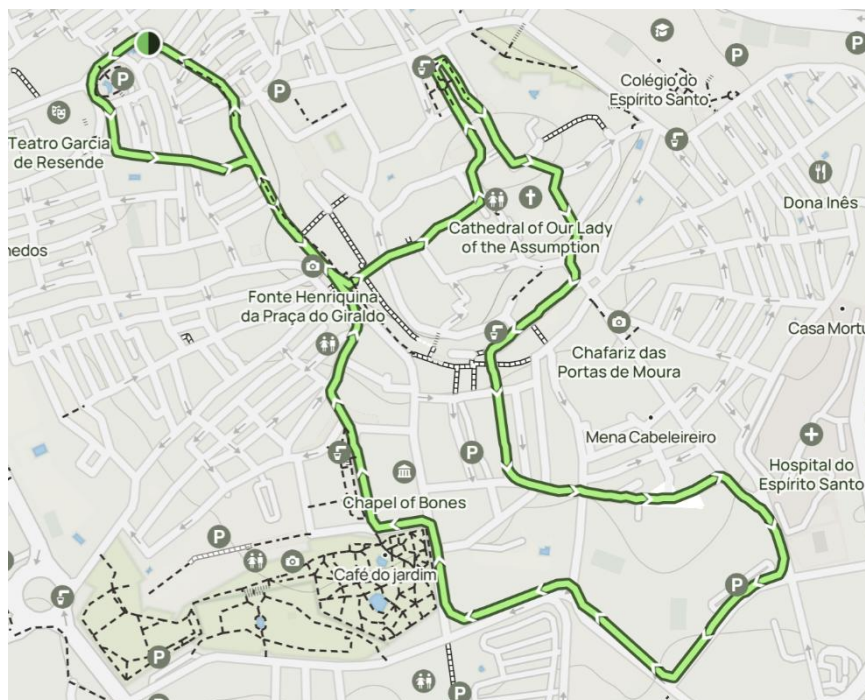 Colégio do
Espírito Santo
Teatro Garcia
de Resende
Dona Inês
Cathedral of Our Lady
of the Assumption
nedos
Fonte Henriquina
da Praça do Giraldo
Casa Mortu
Chafariz das
Portas de Moura
Mena Cabeleireiro
Hospital do
Espírito Santo
Chapel of Bones
Café do jardim
P
P
P
P
P
P
P
P
P